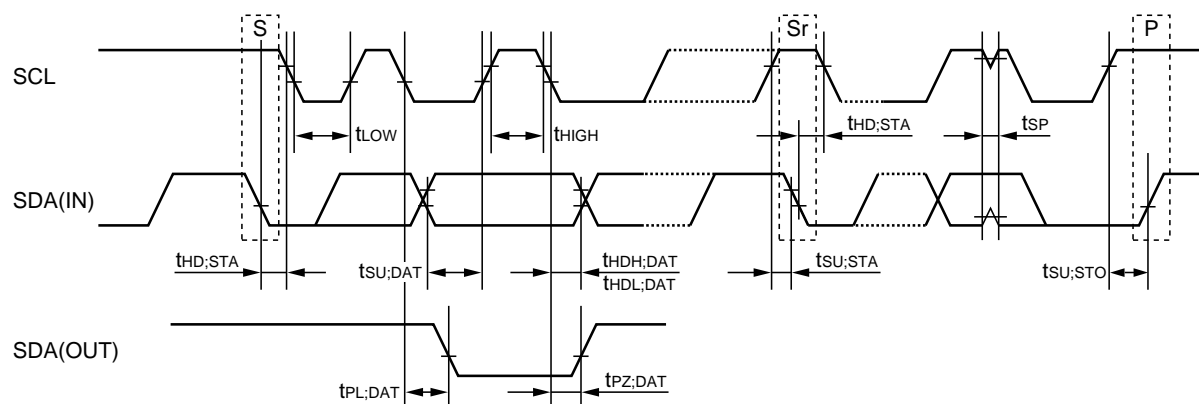 S Sr P
SCL
tLOW tHIGH tHD;STA tSP
SDA(IN)
tHD;STA tSU;DAT tHDH;DAT tSU;STA tSU;STO
tHDL;DAT
SDA(OUT)
tPL;DAT tPZ;DAT